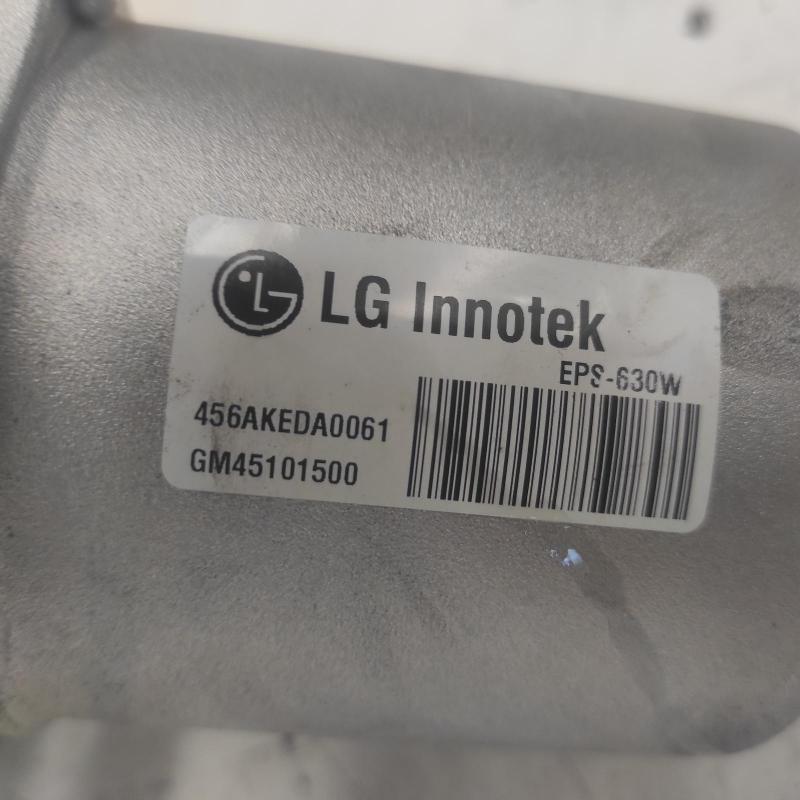 LG Innotek
EPS-630W
456AKEDA0061
GM45101500